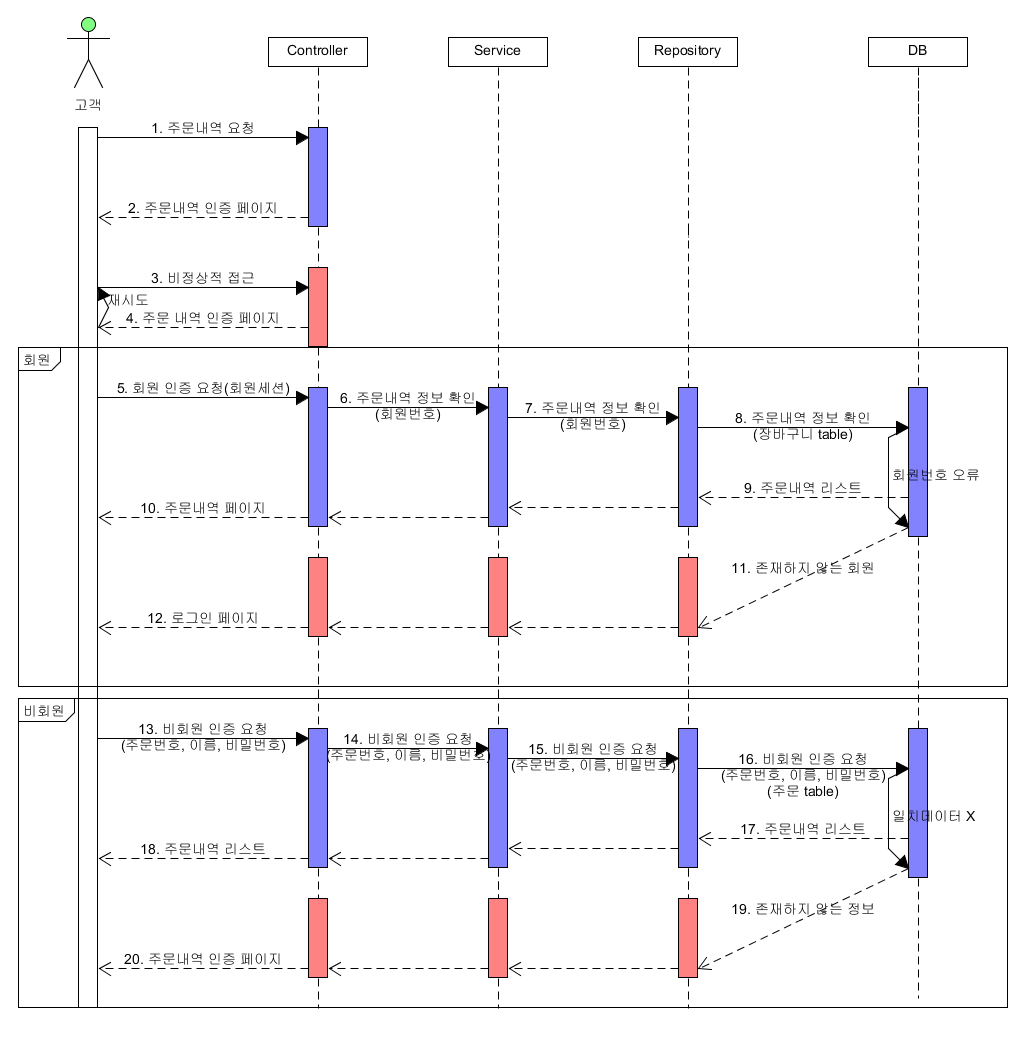 고객
Controller
Service
Repository
DB
1. 주문내역 요청
2. 주문내역 인증 페이지
3. 비정상적 접근
재시도
4. 주문 내역 인증 페이지
회원
5. 회원 인증 요청(회원세션)
6. 주문내역 정보 확인
(회원번호)
7. 주문내역 정보 확인
(회원번호)
8. 주문내역 정보 확인
(장바구니 table)
회원번호 오류
9. 주문내역 리스트
10. 주문내역 페이지
11. 존재하지 않는 회원
12. 로그인 페이지
비회원
13. 비회원 인증 요청
(주문번호, 이름, 비밀번호)
14. 비회원 인증 요청
(주문번호, 이름, 비밀번호)
15. 비회원 인증 요청
(주문번호, 이름, 비밀번호)
16. 비회원 인증 요청
(주문번호, 이름, 비밀번호)
(주문 table)
일치데이터 X
17. 주문내역 리스트
18. 주문내역 리스트
19. 존재하지 않는 정보
20. 주문내역 인증 페이지